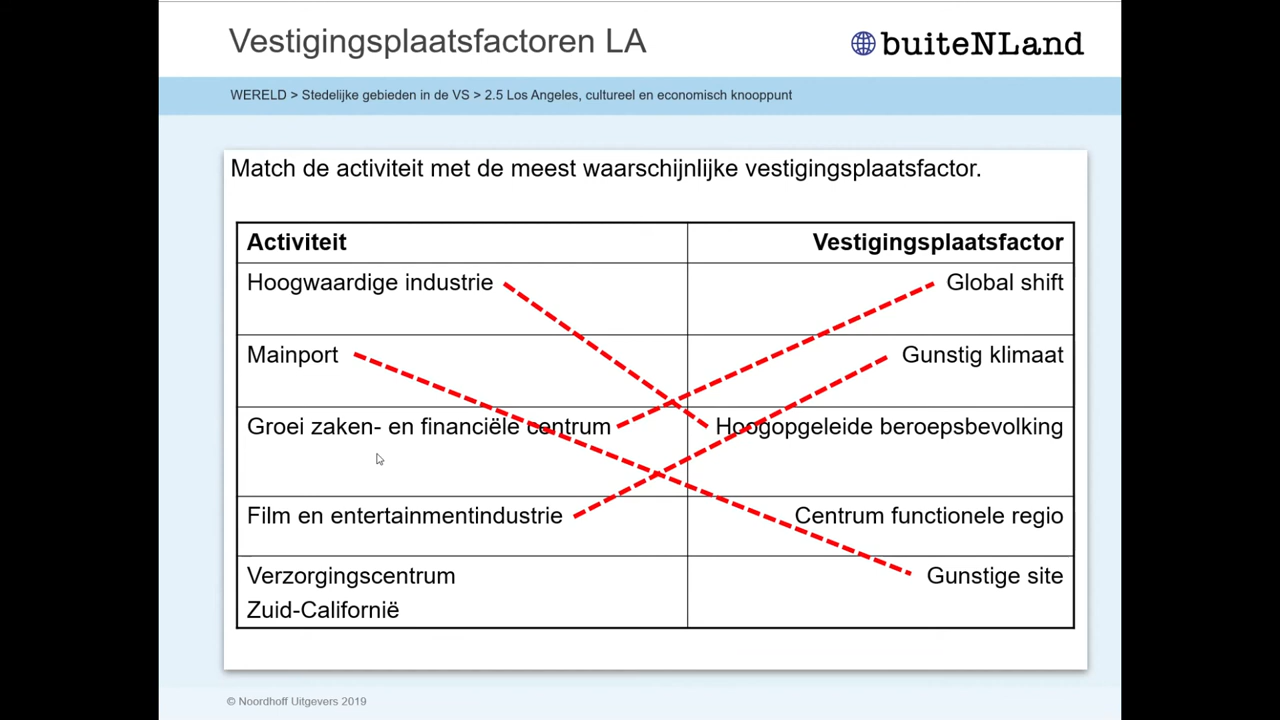 Vestigingsplaatsfactoren LA
buiteNLand
WERELD > Stedelijke gebieden in de VS > 2.5 Los Angeles, cultureel en economisch knooppunt
Match de activiteit met de meest waarschijnlijke vestigingsplaatsfactor.
Activiteit Vestigingsplaatsfactor
Hoogwaardige industrie Global shift
Mainport Gunstig klimaat
Groei zaken- en financiële centrum Hoogopgeleide beroepsbevolking
Film en entertainmentindustrie Centrum functionele regio
Verzorgingscentrum Gunstige site
Zuid-Californië
© Noordhoff Uitgevers 2019